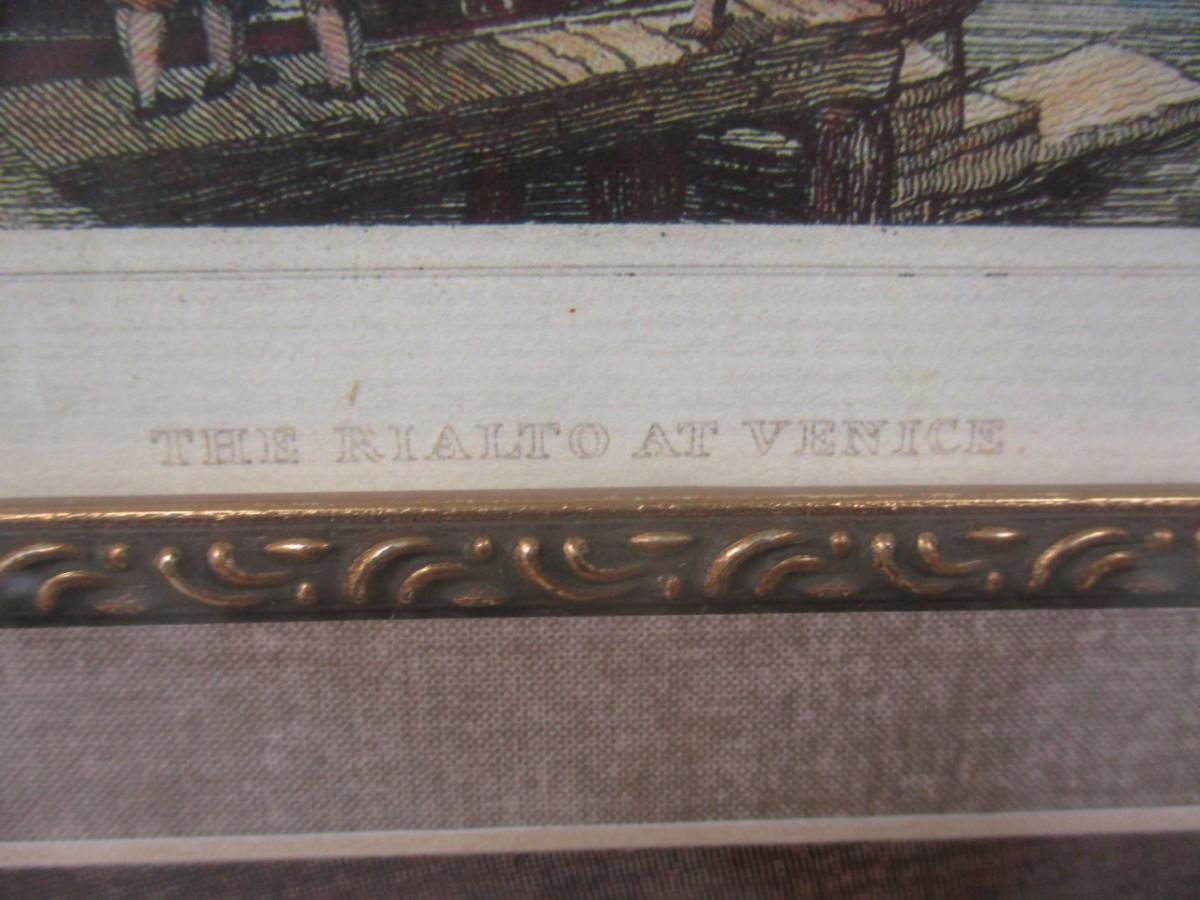 THE RIALTO AT VENICE.